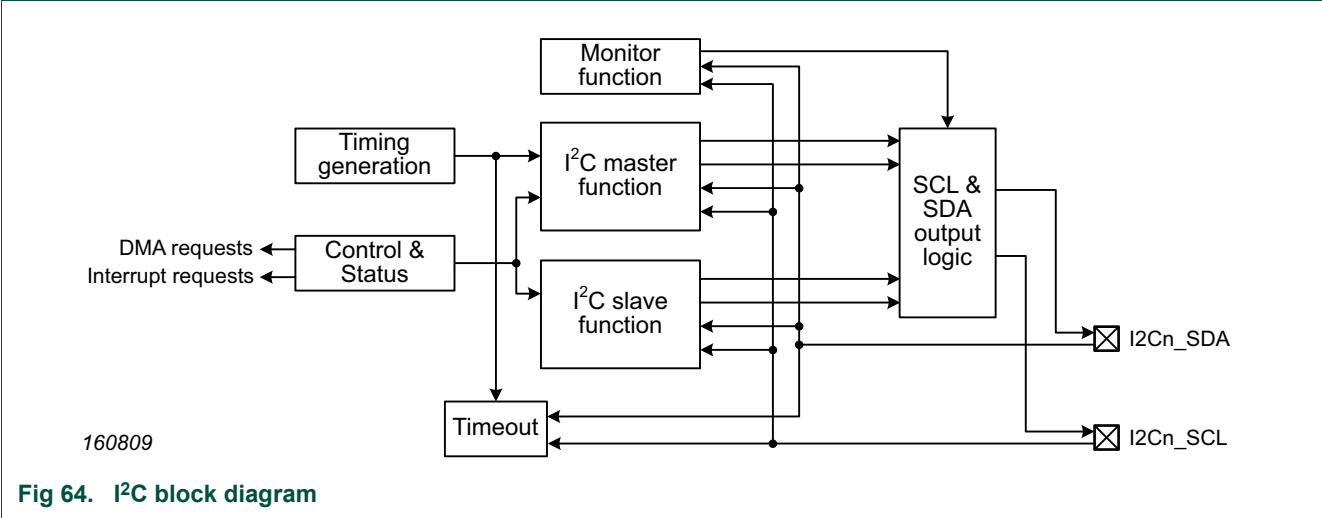 Monitor
function
Timing
generation
I²C master
function
SCL &
SDA
output
logic
DMA requests
Interrupt requests
Control &
Status
I²C slave
function
I2Cn_SDA
Timeout
I2Cn_SCL
160809
Fig 64. I²C block diagram